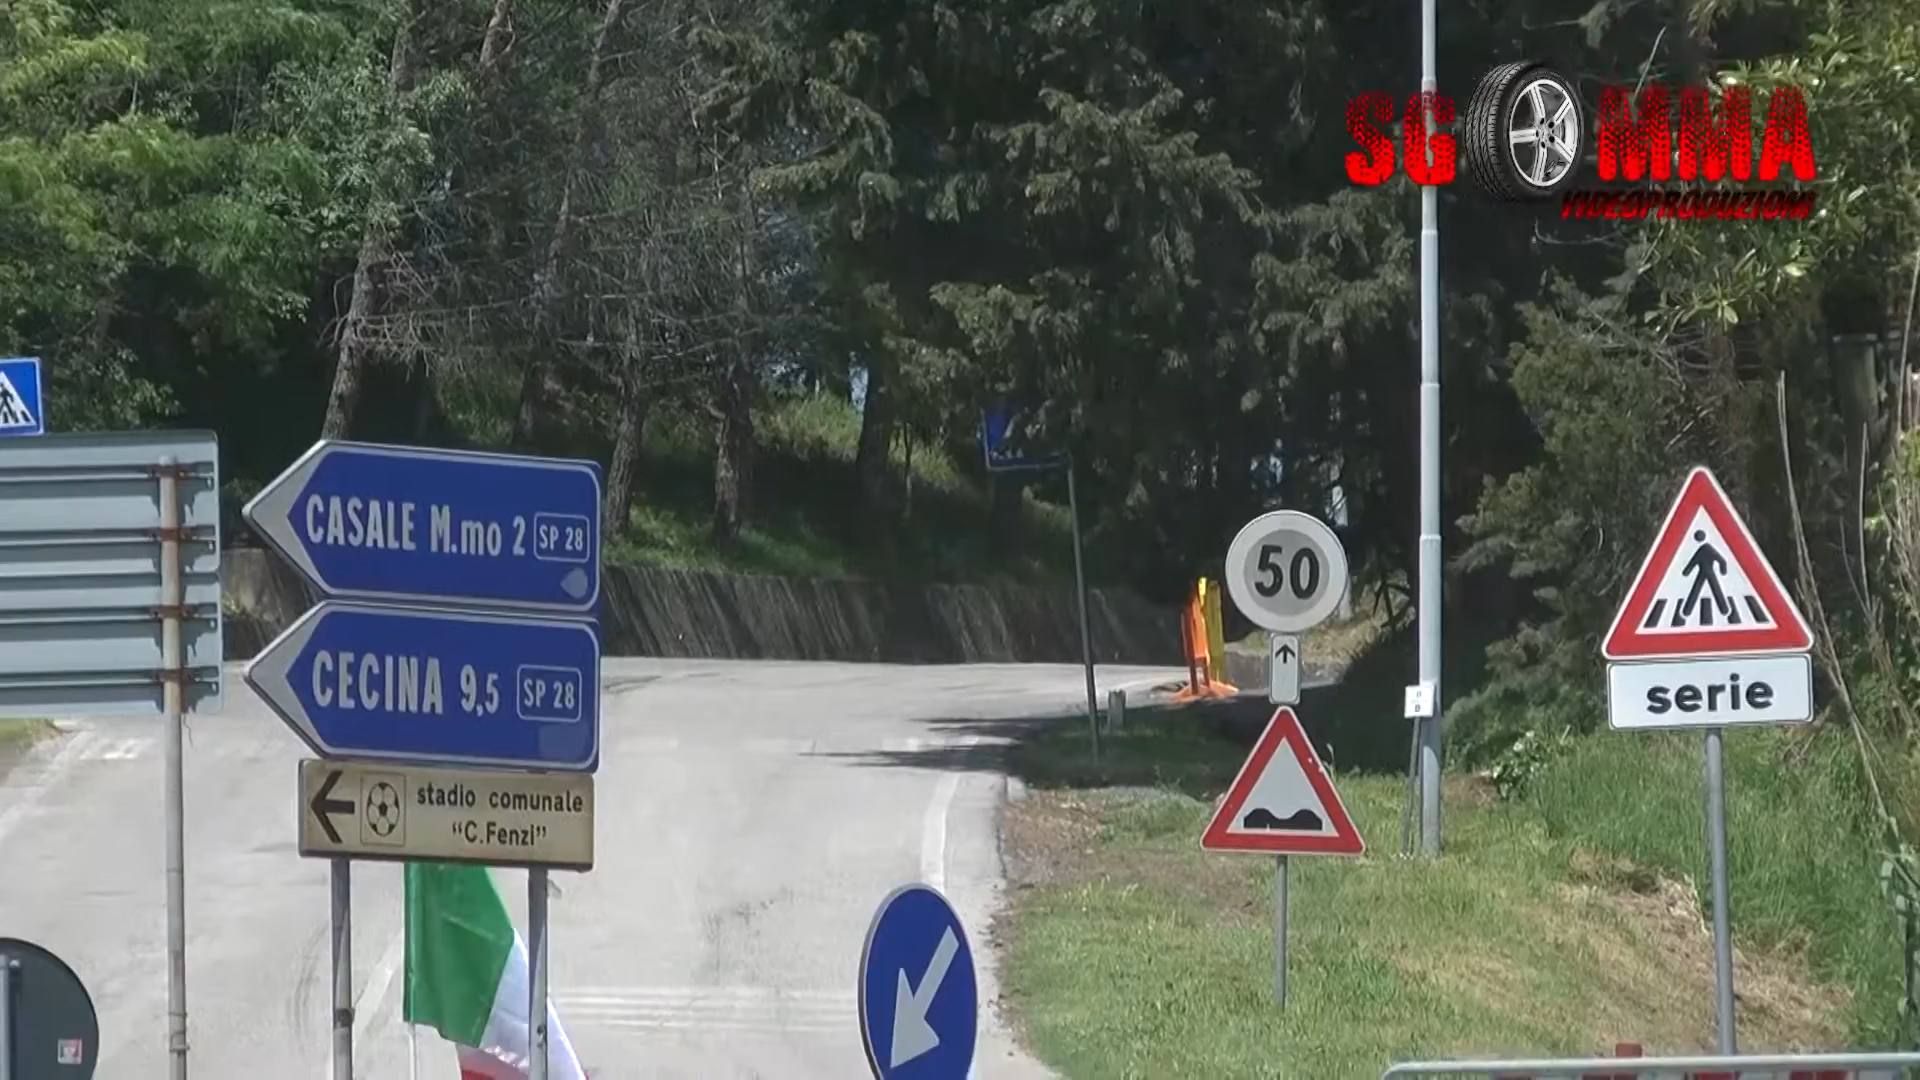 SGOMMA
VIDEOPRODUZIONI
CASALE M.mo 2 SP 28
CECINA 9,5 SP 28
stadio comunale
"C.Fenzi"
50
serie